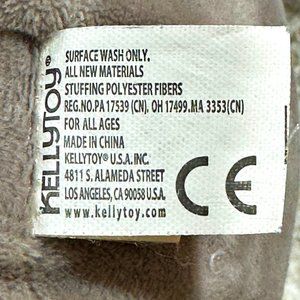 KELLYTOY®
SURFACE WASH ONLY.
ALL NEW MATERIALS
STUFFING POLYESTER FIBERS
REG.NO.PA 17539 (CN). OH 17499.MA 3353(CN)
FOR ALL AGES
MADE IN CHINA
KELLYTOY® U.S.A. INC.
4811 S. ALAMEDA STREET
LOS ANGELES, CA 90058 U.S.A.
www.kellytoy.com
CE